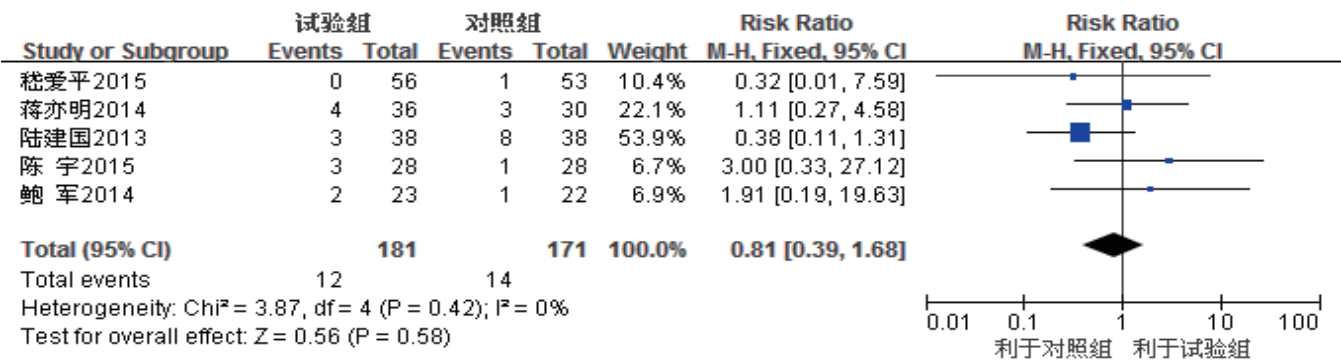 试验组 对照组 Risk Ratio Risk Ratio
Study or Subgroup Events Total Events Total Weight M-H, Fixed, 95% CI M-H, Fixed, 95% CI
嵇爱平2015 0 56 1 53 10.4% 0.32 [0.01, 7.59]
蒋亦明2014 4 36 3 30 22.1% 1.11 [0.27, 4.58]
陆建国2013 3 38 8 38 53.9% 0.38 [0.11, 1.31]
陈 宇2015 3 28 1 28 6.7% 3.00 [0.33, 27.12]
鲍 军2014 2 23 1 22 6.9% 1.91 [0.19, 19.63]
Total (95% CI) 181 171 100.0% 0.81 [0.39, 1.68]
Total events 12 14
Heterogeneity: Chi² = 3.87, df = 4 (P = 0.42); I² = 0%
Test for overall effect: Z = 0.56 (P = 0.58)
0.01 0.1 1 10 100
利于对照组 利于试验组